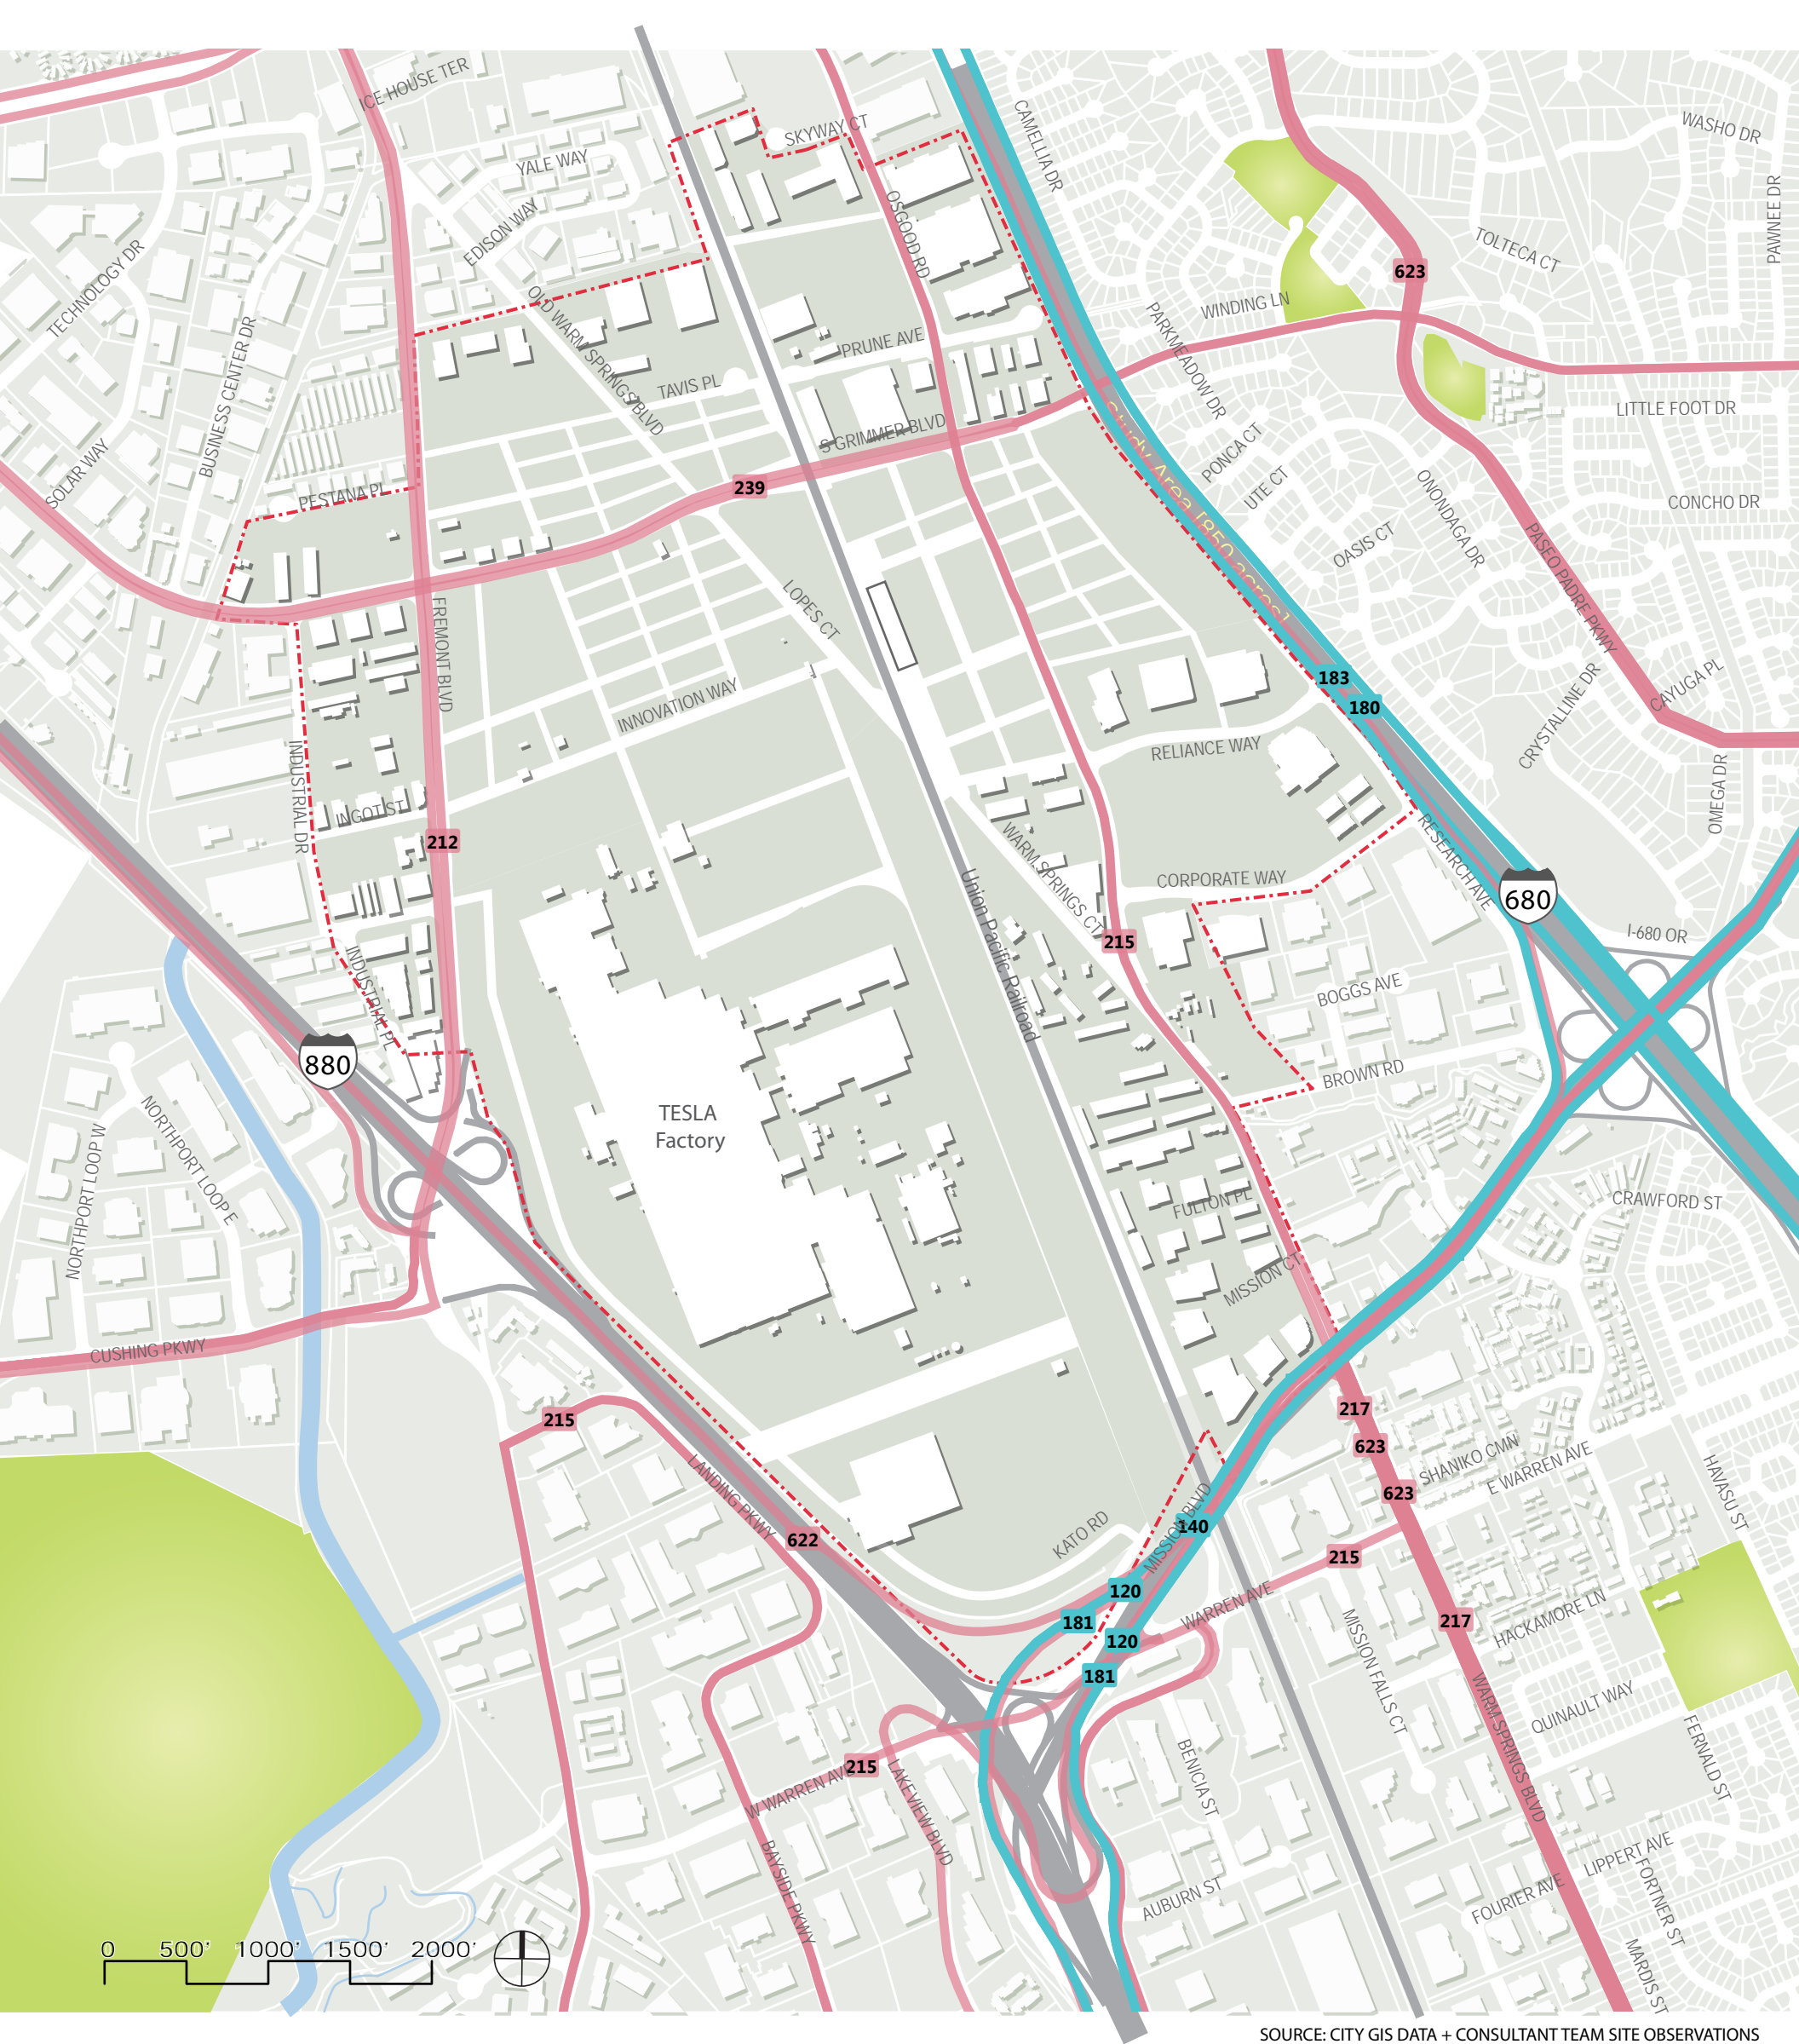 ICE HOUSE TER
SKYWAY CT
CAMELLIA DR
WASHO DR
YALE WAY
EDISON WAY
OSGOOD RD
PAWNEE DR
TOLTECA CT
TECHNOLOGY DR
623
WINDING LN
OLD WARM SPRINGS BLVD
PARKMEADOW DR
PRUNE AVE
BUSINESS CENTER DR
TAVIS PL
LITTLE FOOT DR
S GRIMMER BLVD
Study Area [850 acres]
PONCA CT
SOLAR WAY
UTE CT
239
PESTANA PL
ONONDAGA DR
CONCHO DR
OASIS CT
PASEO PADRE PKWY
LOPES CT
FREMONT BLVD
183
180
CAYUGA PL
INNOVATION WAY
CRYSTALLINE DR
RELIANCE WAY
INDUSTRIAL DR
OMEGA DR
INGOT ST
212
WARM SPRINGS CT
RESEARCH AVE
CORPORATE WAY
680
Union Pacific Railroad
215
I-680 OR
INDUSTRIAL PL
BOGGS AVE
880
BROWN RD
TESLA
Factory
NORTHPORT LOOP W
NORTHPORT LOOP E
FULTON PL
CRAWFORD ST
MISSION CT
CUSHING PKWY
215
217
623
SHANIKO CMN
E WARREN AVE
HAVASU ST
LANDING PKWY
623
622
KATO RD
MISSION BLVD
140
215
120
WARREN AVE
181
120
217
HACKAMORE LN
181
MISSION FALLS CT
WARM SPRINGS BLVD
QUINAULT WAY
FERNALD ST
215
W WARREN AVE
LAKEVIEW BLVD
BENICIA ST
BAYSIDE PKWY
AUBURN ST
LIPPERT AVE
FOURIER AVE
FORTNER ST
MARDIS ST
0 500' 1000' 1500' 2000'
SOURCE: CITY GIS DATA + CONSULTANT TEAM SITE OBSERVATIONS